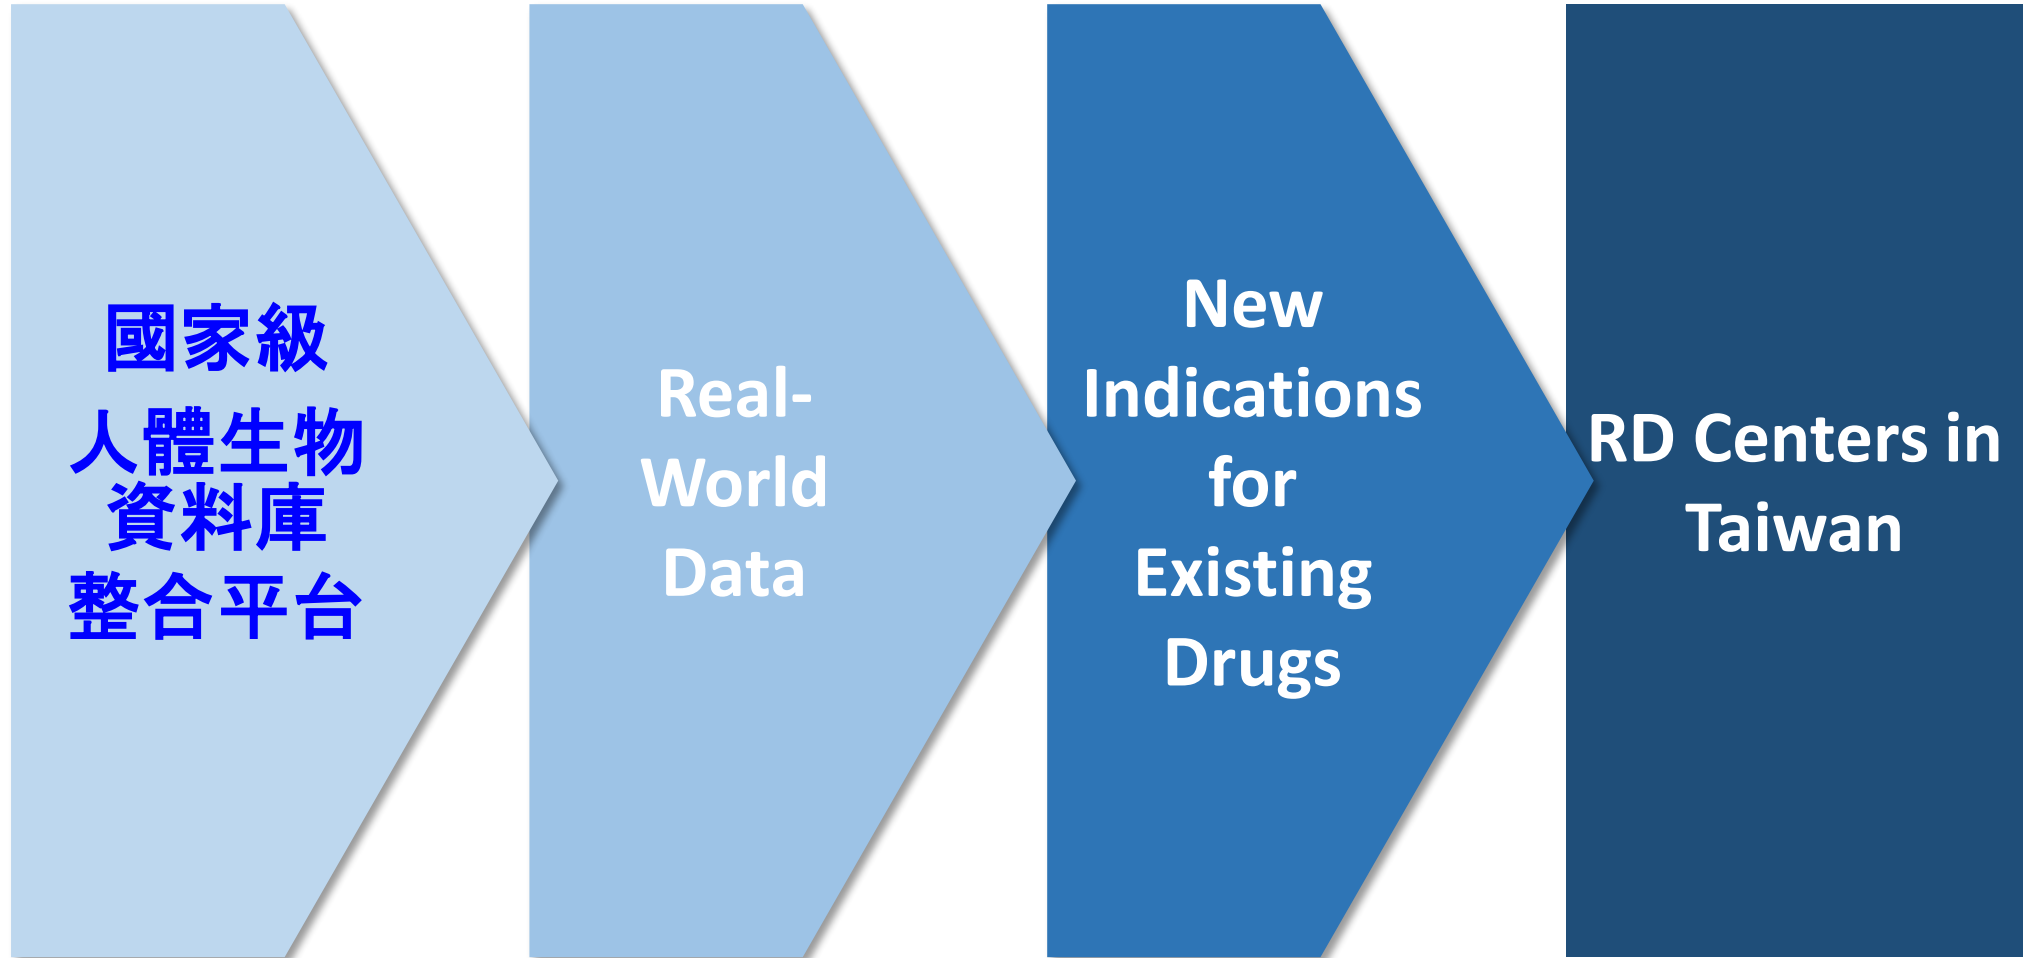 國家級
人體生物
資料庫
整合平台
Real-
World
Data
New
Indications
for
Existing
Drugs
RD Centers in
Taiwan